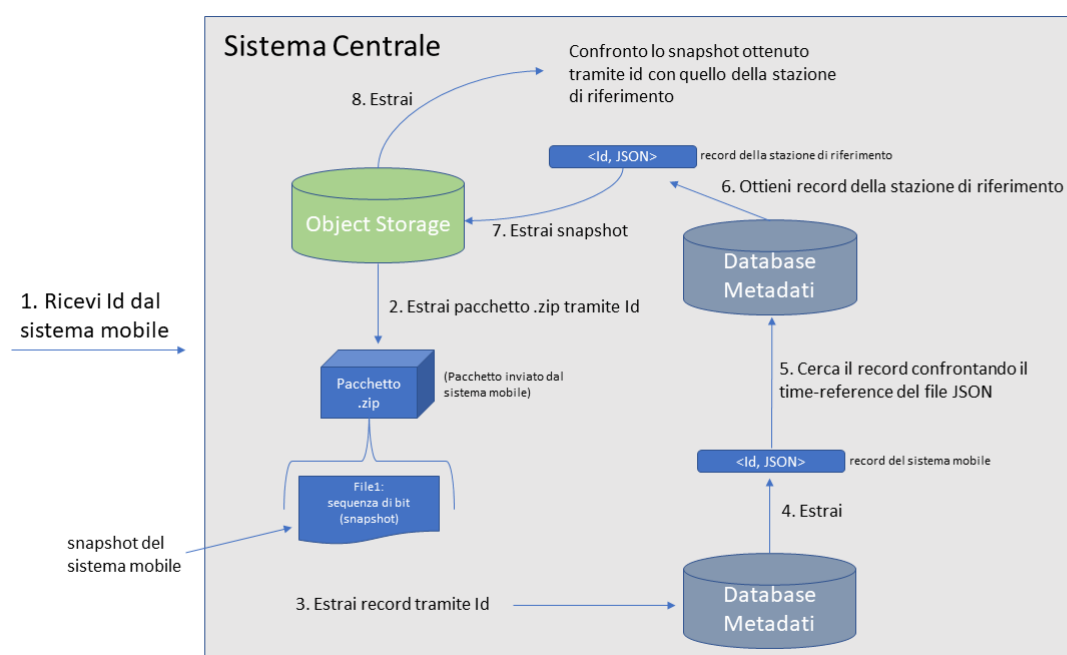 Sistema Centrale
Confronto lo snapshot ottenuto
tramite id con quello della stazione
di riferimento
8. Estrai
<Id, JSON>
record della stazione di riferimento
6. Ottieni record della stazione di riferimento
Object Storage
7. Estrai snapshot
Database
Metadati
1. Ricevi Id dal
sistema mobile
2. Estrai pacchetto .zip tramite Id
Pacchetto
.zip
(Pacchetto inviato dal
sistema mobile)
5. Cerca il record confrontando il
time-reference del file JSON
<Id, JSON>
record del sistema mobile
File1:
sequenza di bit
(snapshot)
4. Estrai
snapshot del
sistema mobile
3. Estrai record tramite Id
Database
Metadati